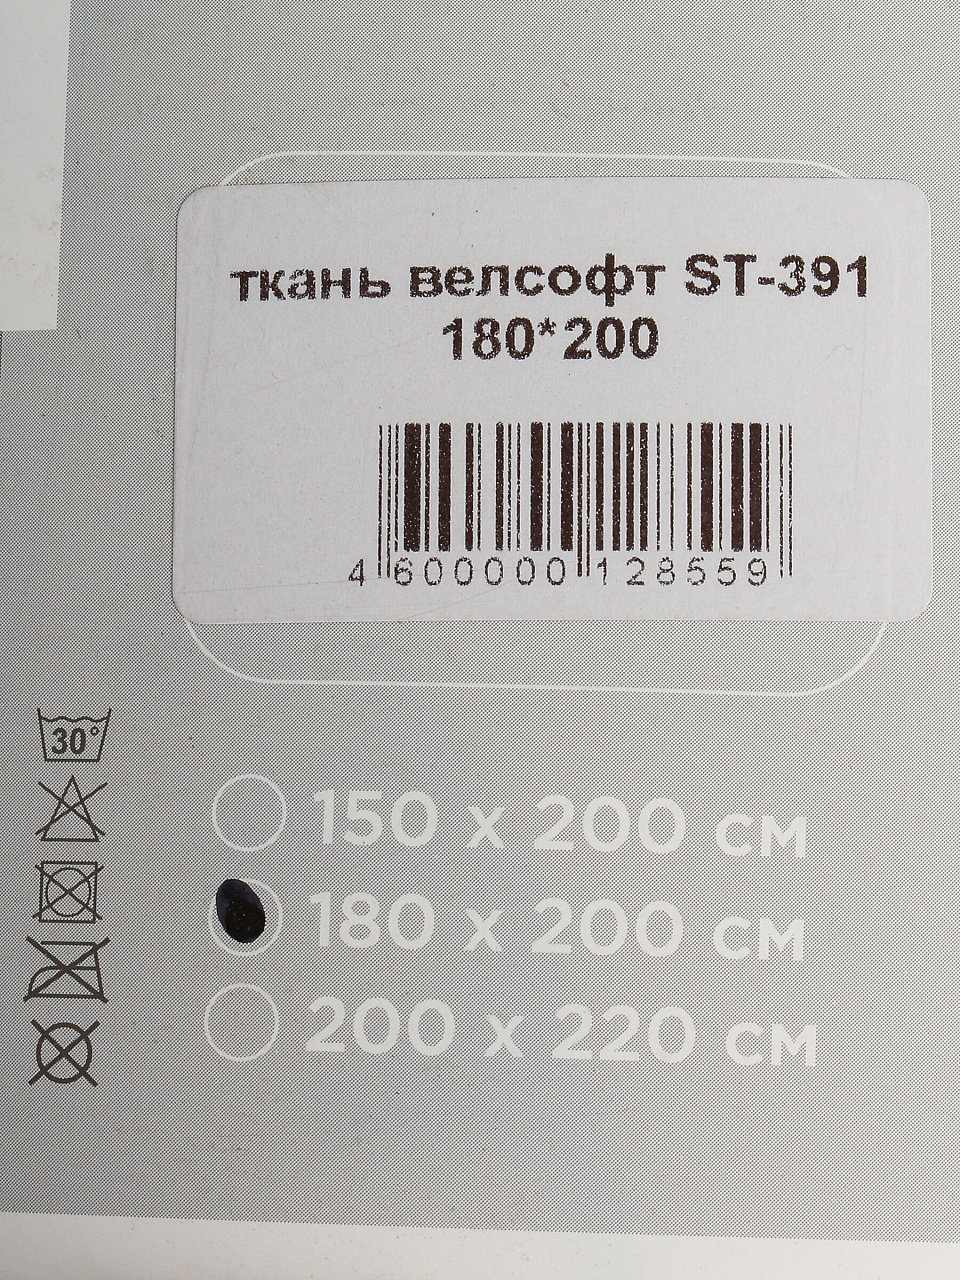 ткань велсофт ST-391
180*200
4 600000 128559
30°
150 x 200 см
180 x 200 см
200 x 220 см